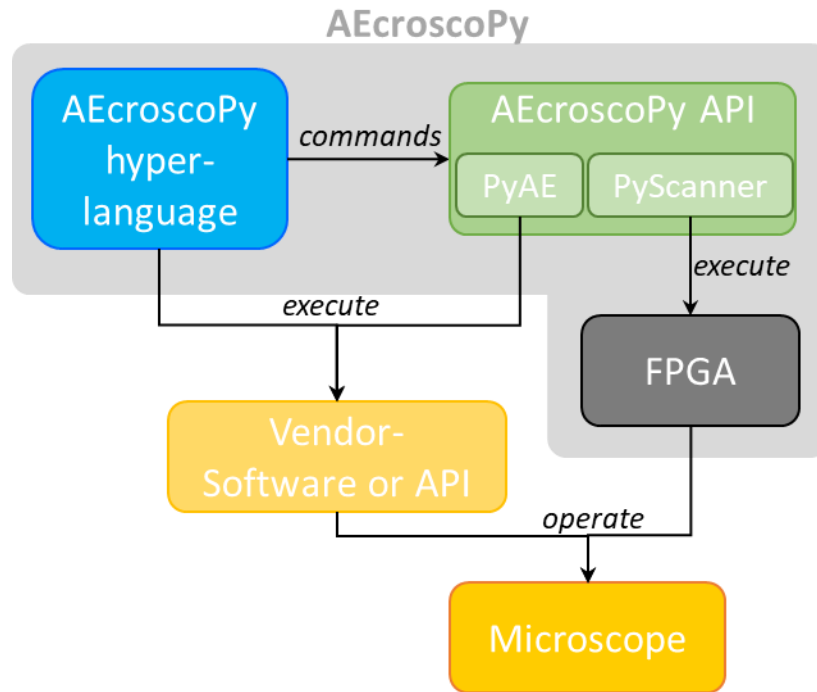 AEcroscoPy
AEcroscoPy
hyper-
language
commands
AEcroscoPy API
PyAE
PyScanner
execute
execute
FPGA
Vendor-
Software or API
operate
Microscope